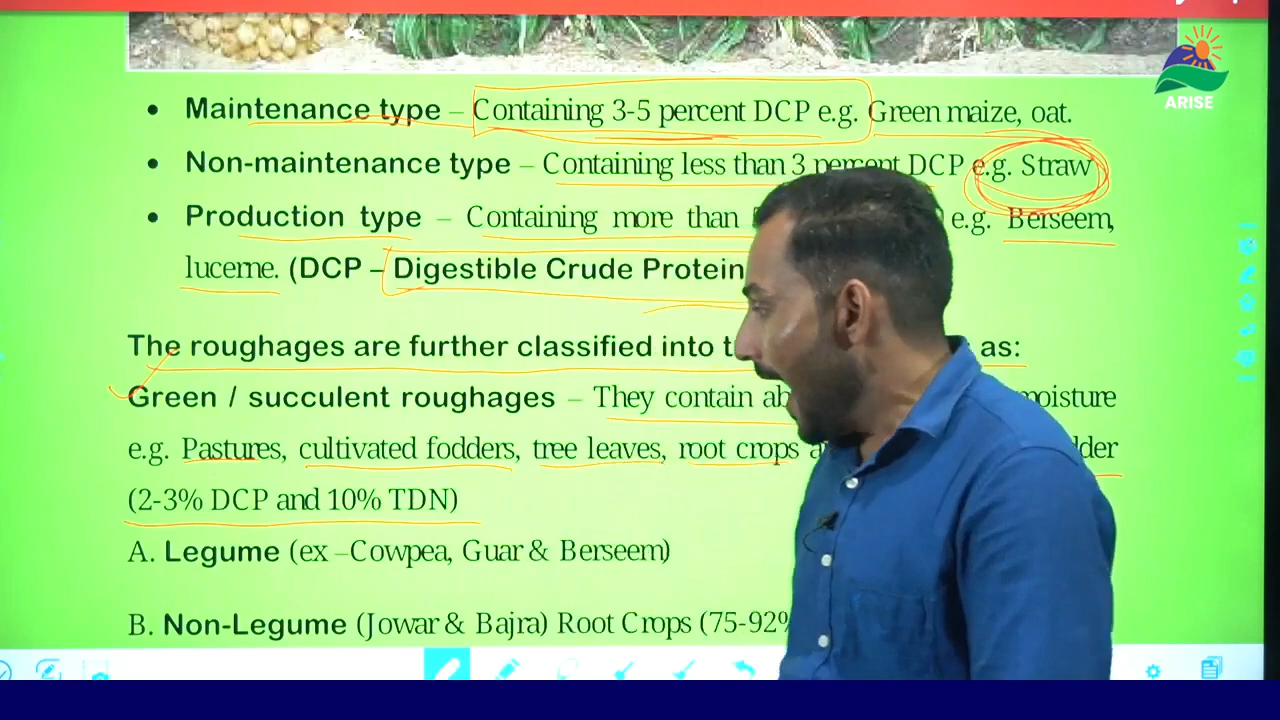 ARISE
• Maintenance type – Containing 3-5 percent DCP e.g. Green maize, oat.
• Non-maintenance type – Containing less than 3 percent DCP e.g. Straw
• Production type – Containing more than e.g. Berseem,
lucerne. (DCP – Digestible Crude Protein
The roughages are further classified into as:
Green / succulent roughages – They contain moisture
e.g. Pastures, cultivated fodders, tree leaves, root crops
(2-3% DCP and 10% TDN)
A. Legume (ex –Cowpea, Guar & Berseem)
B. Non-Legume (Jowar & Bajra) Root Crops (75-92%